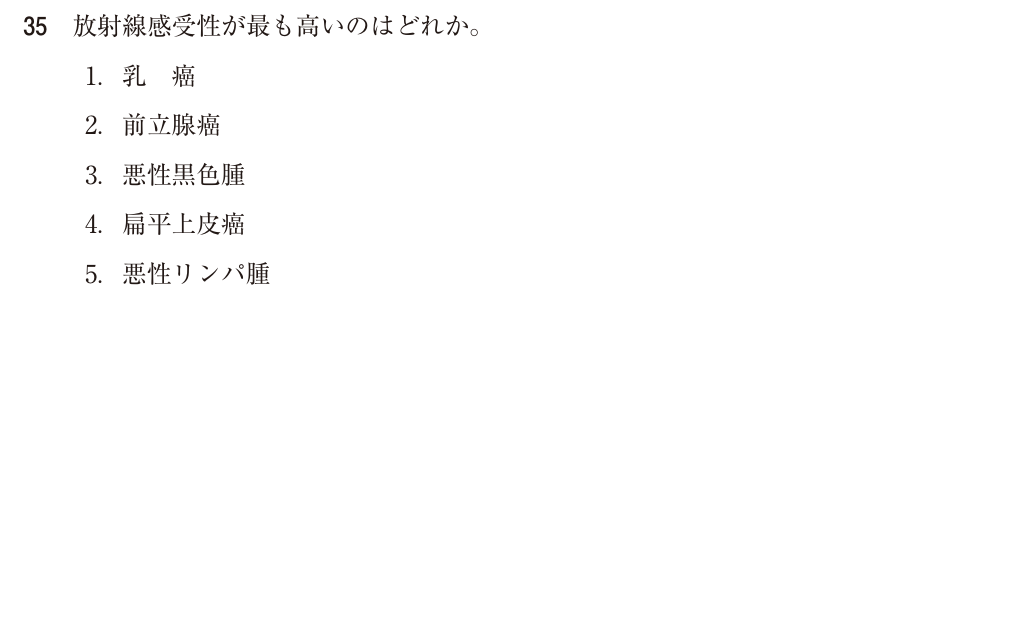 35 放射線感受性が最も高いのはどれか。
1. 乳　癌
2. 前立腺癌
3. 悪性黒色腫
4. 扁平上皮癌
5. 悪性リンパ腫